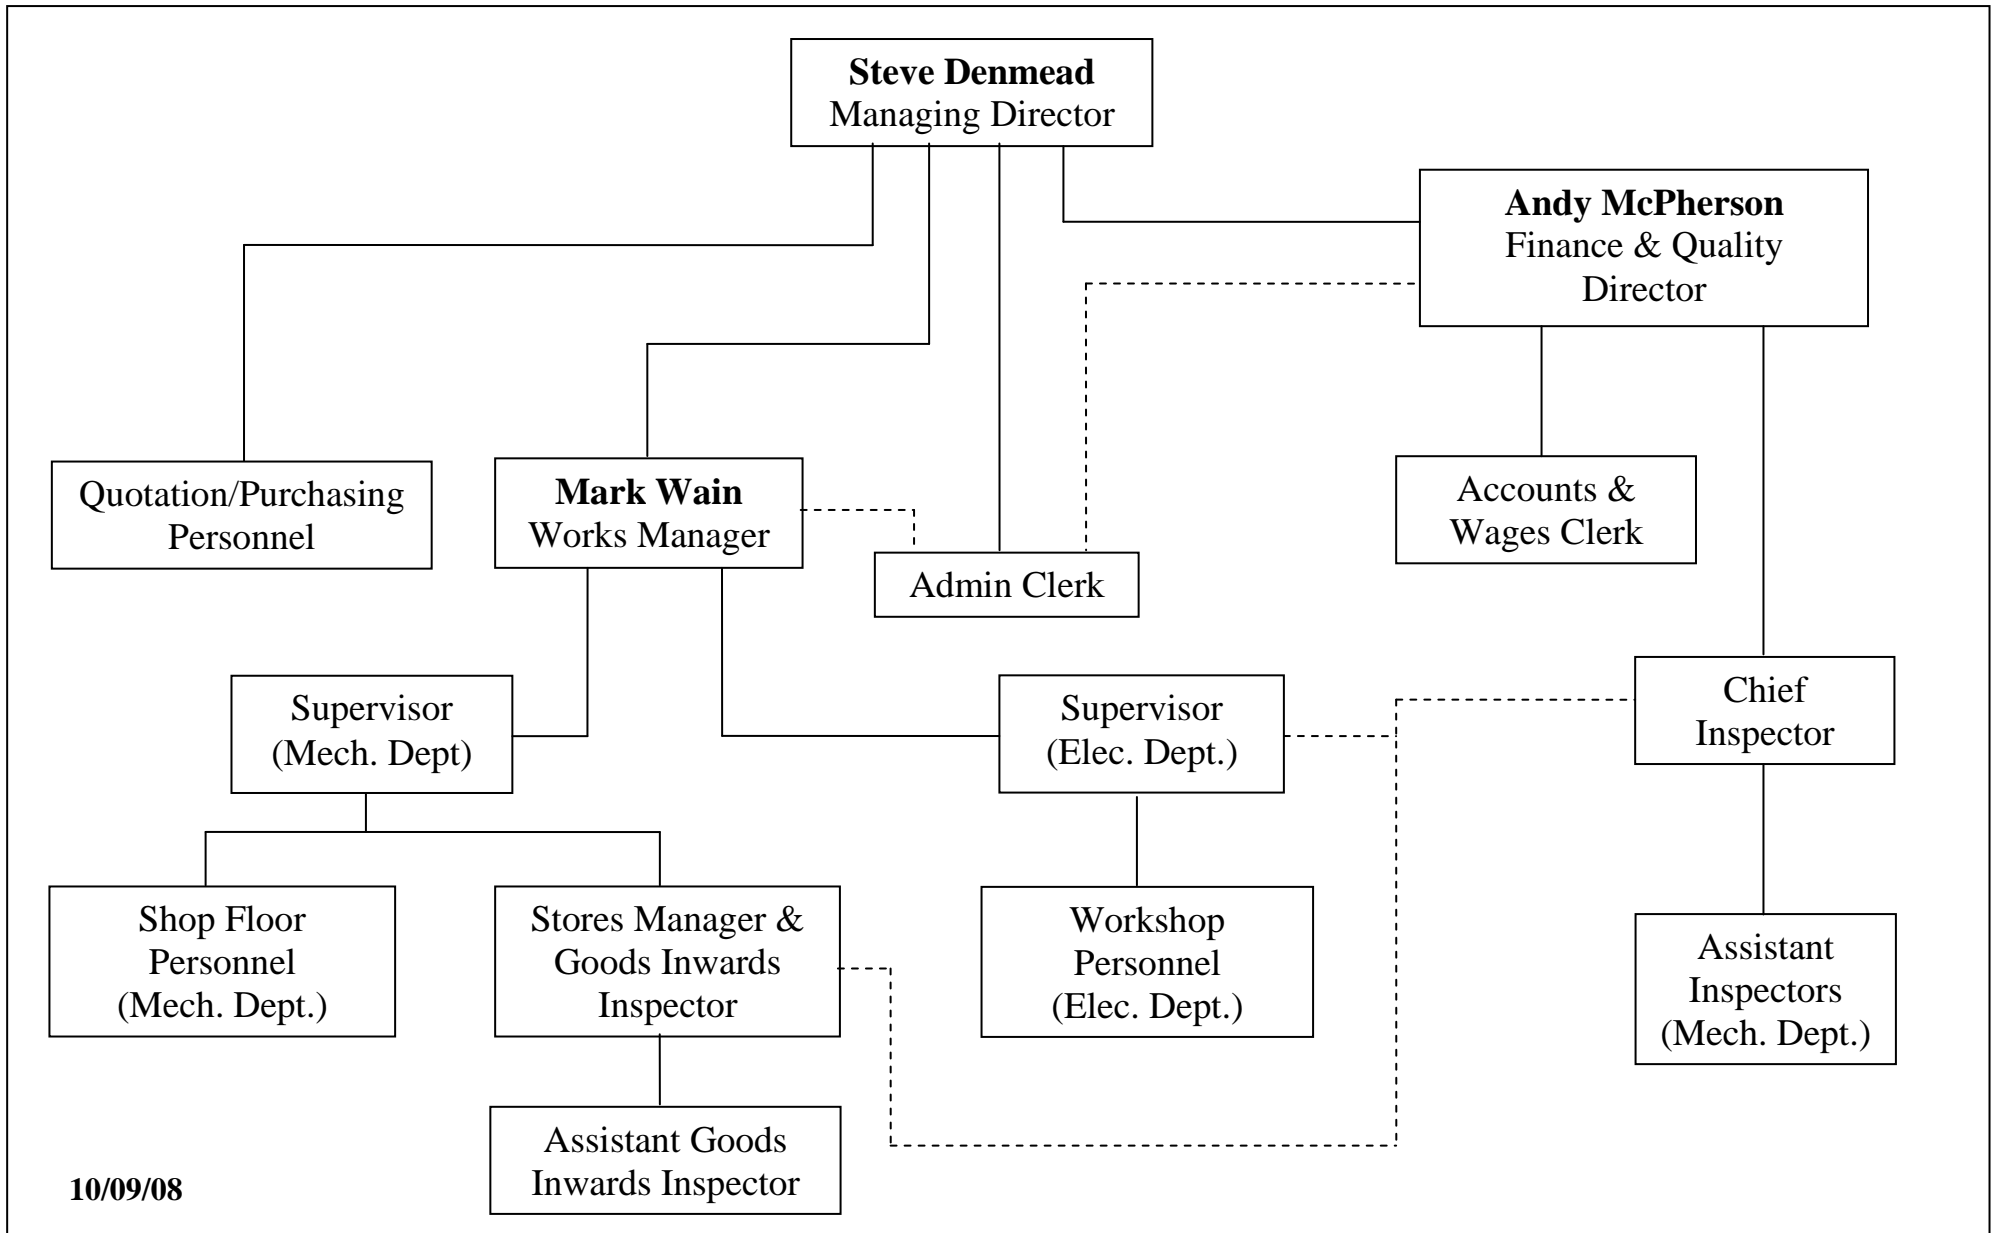 Steve Denmead
Managing Director
Andy McPherson
Finance & Quality
Director
Quotation/Purchasing
Personnel
Mark Wain
Works Manager
Admin Clerk
Accounts &
Wages Clerk
Supervisor
(Mech. Dept)
Supervisor
(Elec. Dept.)
Chief
Inspector
Shop Floor
Personnel
(Mech. Dept.)
Stores Manager &
Goods Inwards
Inspector
Workshop
Personnel
(Elec. Dept.)
Assistant
Inspectors
(Mech. Dept.)
Assistant Goods
Inwards Inspector
10/09/08